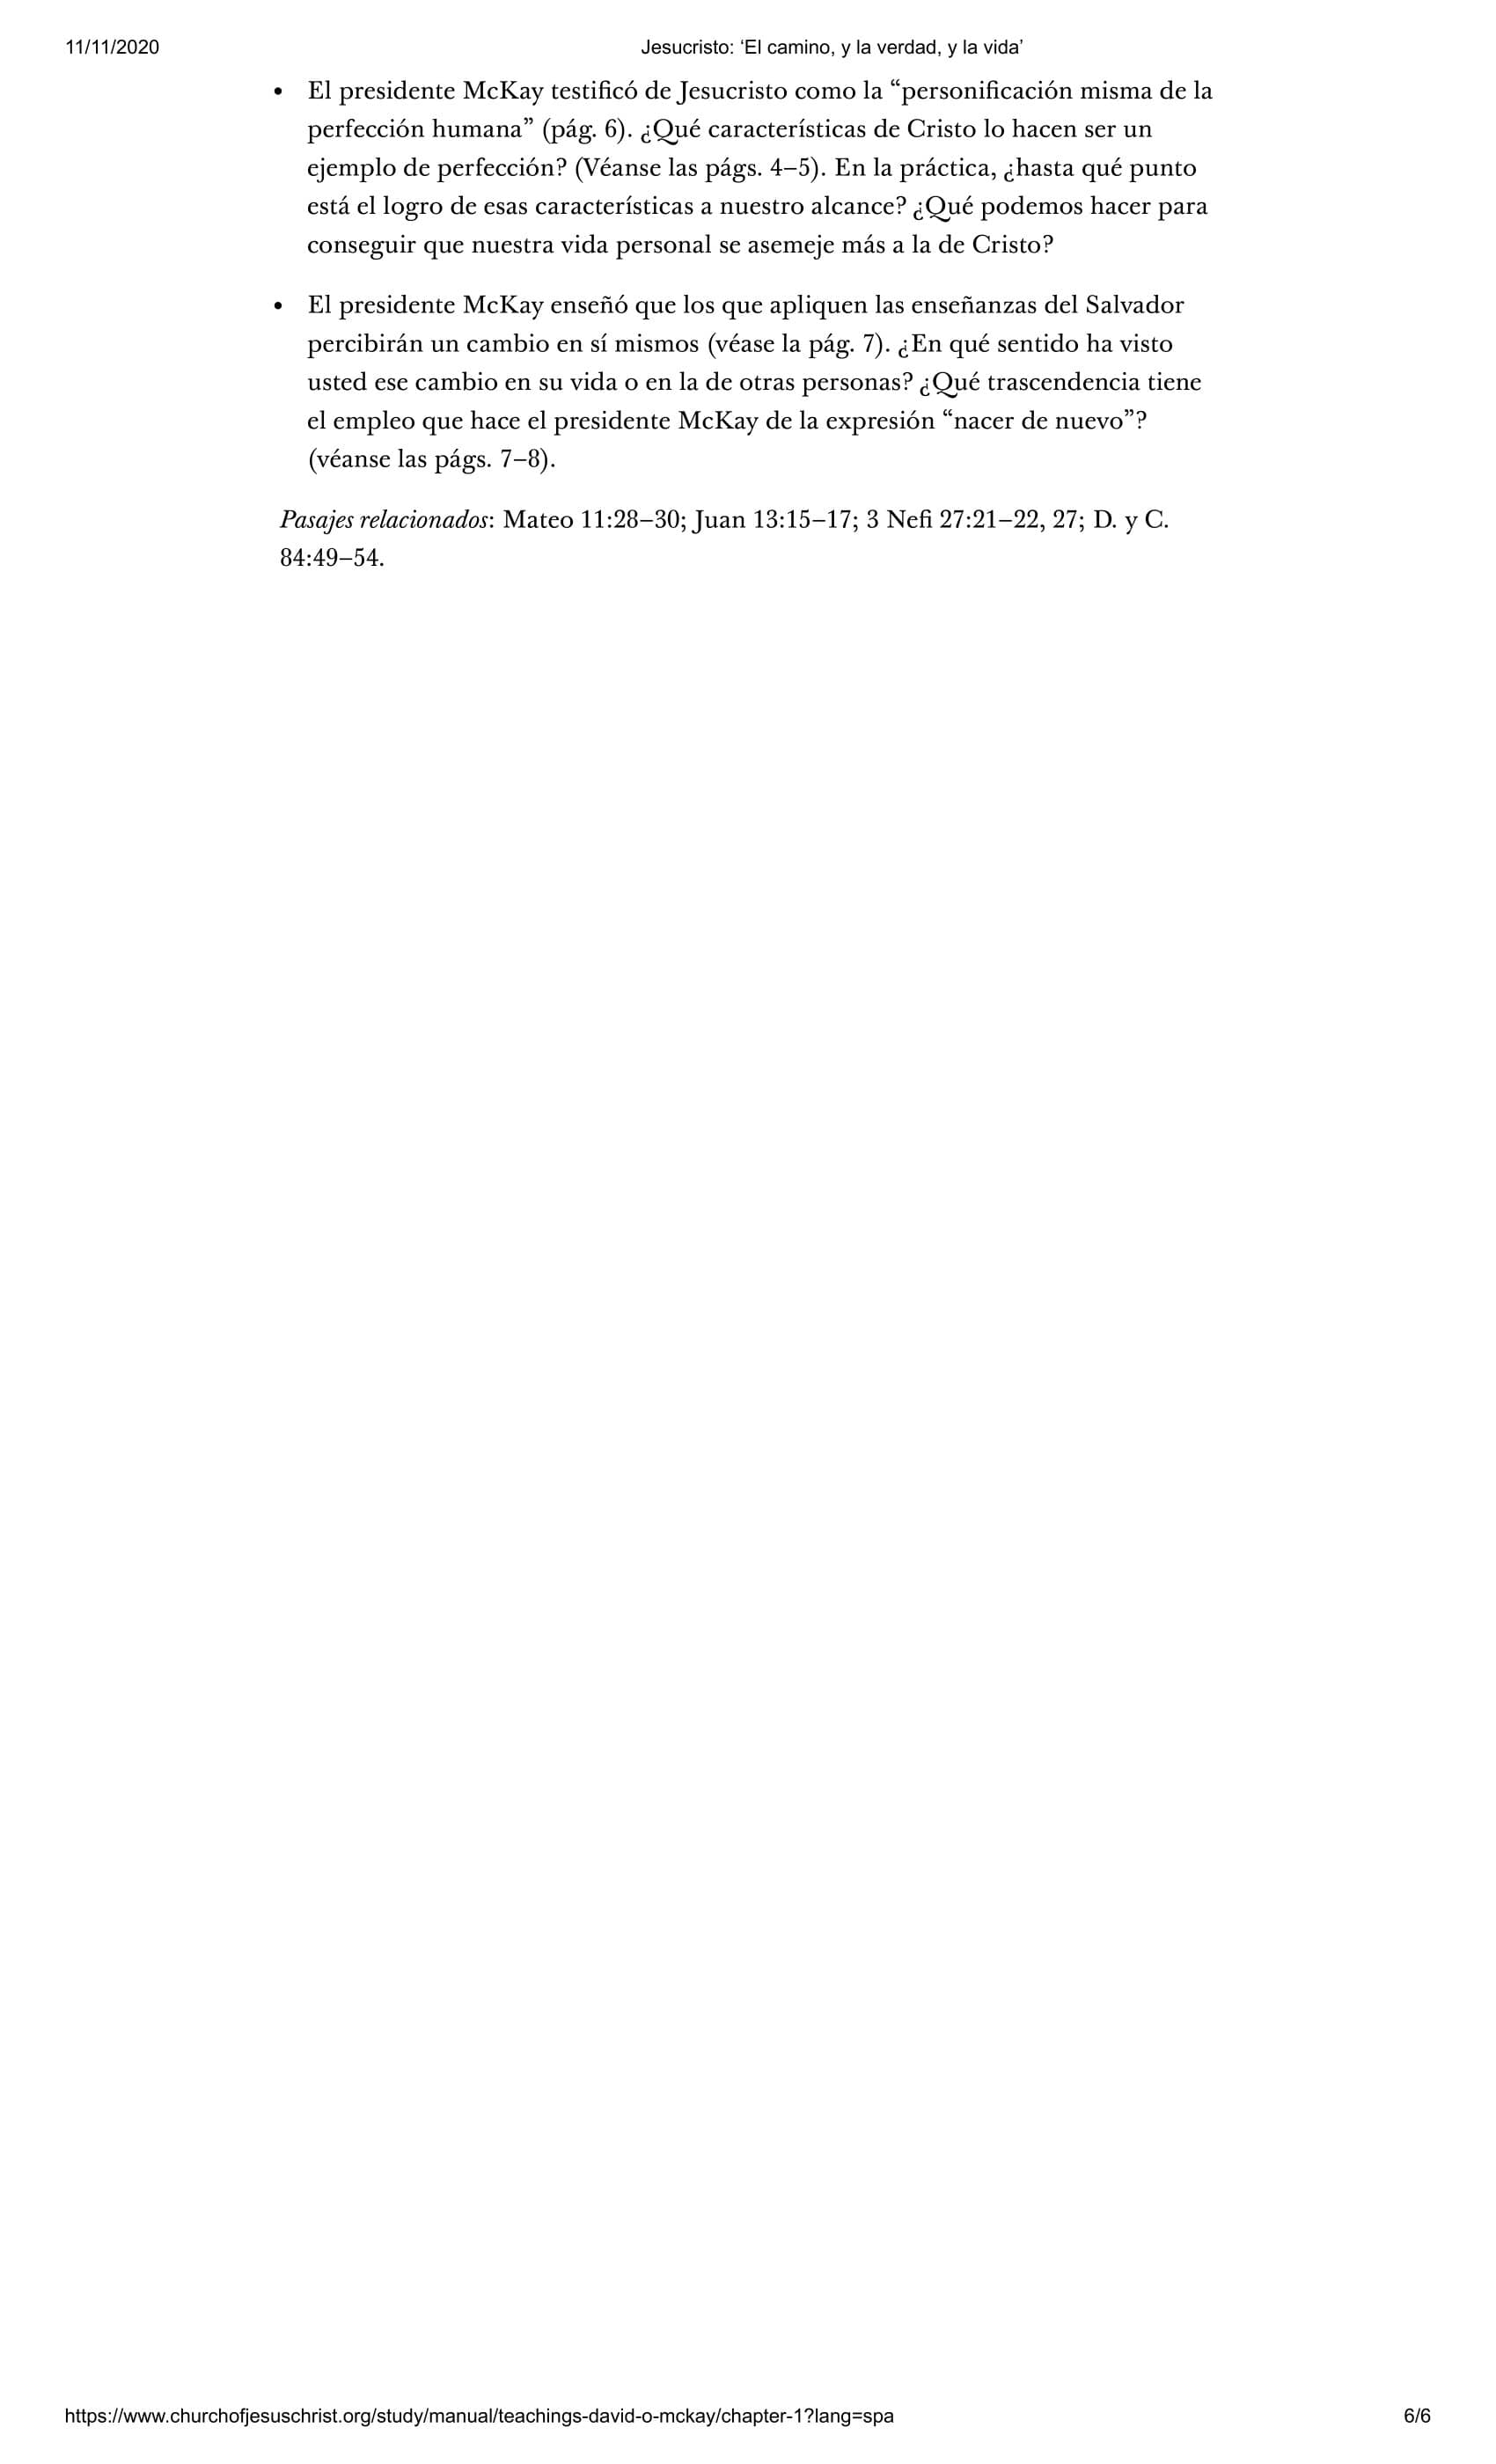 11/11/2020
Jesucristo: ‘El camino, y la verdad, y la vida’
• El presidente McKay testificó de Jesucristo como la “personificación misma de la
perfección humana” (pág. 6). ¿Qué características de Cristo lo hacen ser un
ejemplo de perfección? (Véanse las págs. 4–5). En la práctica, ¿hasta qué punto
está el logro de esas características a nuestro alcance? ¿Qué podemos hacer para
conseguir que nuestra vida personal se asemeje más a la de Cristo?
• El presidente McKay enseñó que los que apliquen las enseñanzas del Salvador
percibirán un cambio en sí mismos (véase la pág. 7). ¿En qué sentido ha visto
usted ese cambio en su vida o en la de otras personas? ¿Qué trascendencia tiene
el empleo que hace el presidente McKay de la expresión “nacer de nuevo”?
(véanse las págs. 7–8).
Pasajes relacionados: Mateo 11:28–30; Juan 13:15–17; 3 Nefi 27:21–22, 27; D. y C.
84:49–54.
https://www.churchofjesuschrist.org/study/manual/teachings-david-o-mckay/chapter-1?lang=spa
6/6